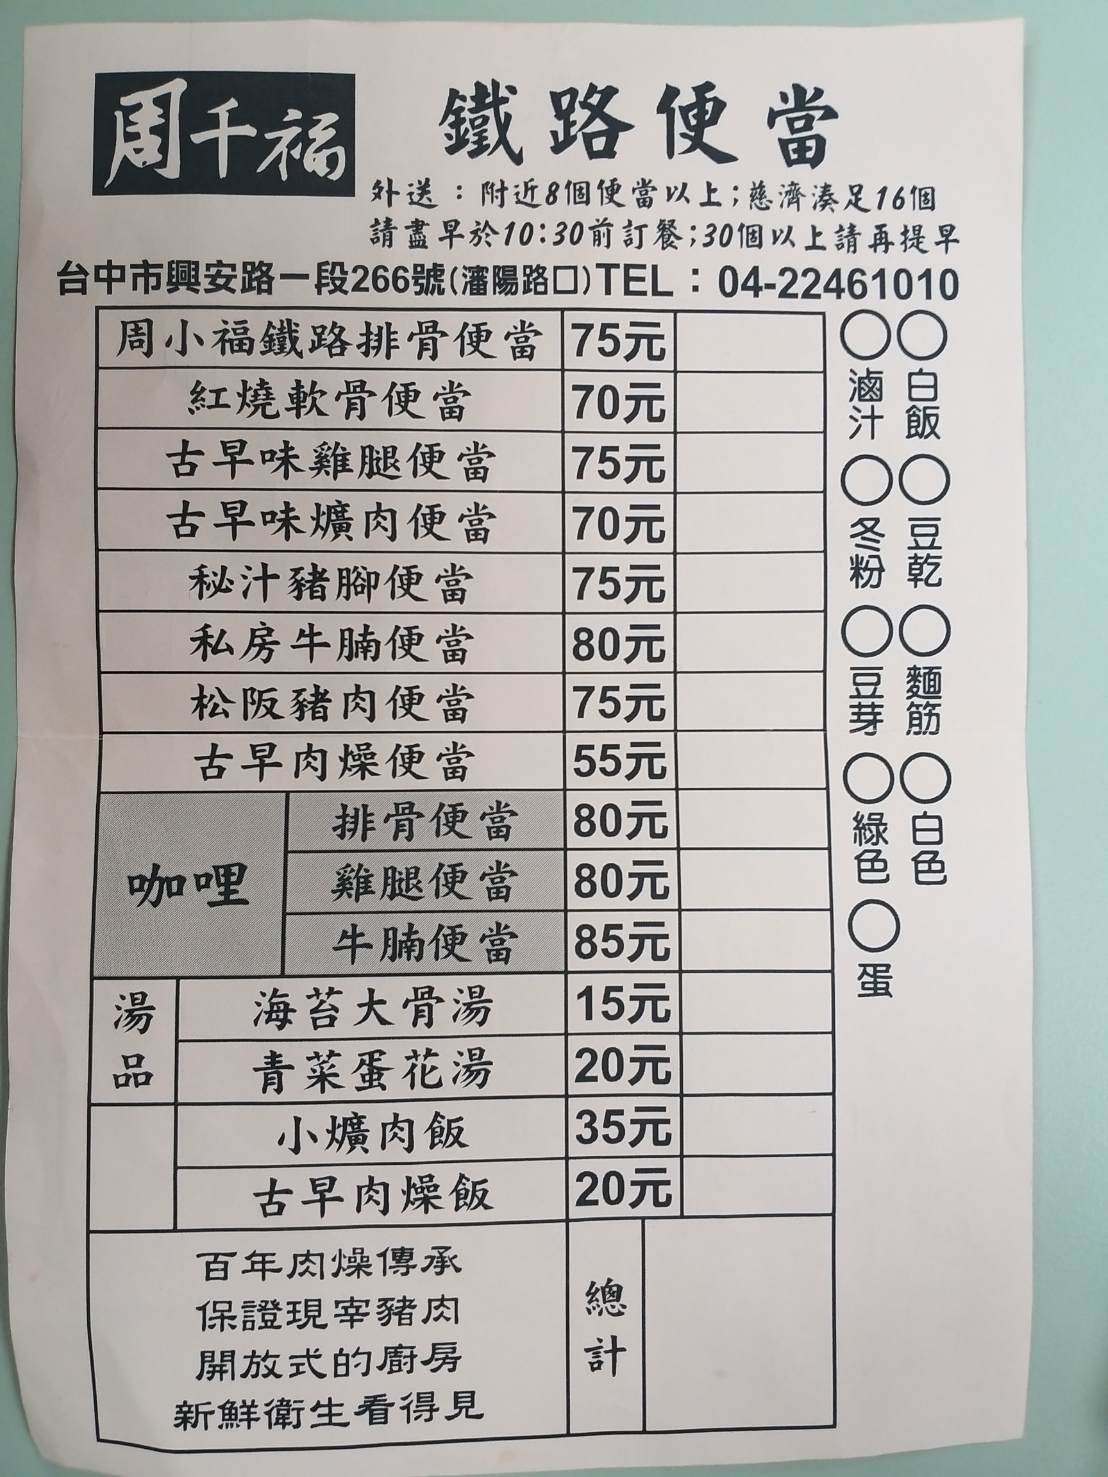 周千福 鐵路便當
外送：附近8個便當以上;慈濟湊足16個
請盡早於10:30前訂餐;30個以上請再提早
台中市興安路一段266號(瀋陽路口)TEL：04-22461010
周小福鐵路排骨便當 75元
紅燒軟骨便當 70元
古早味雞腿便當 75元
古早味爌肉便當 70元
秘汁豬腳便當 75元
私房牛腩便當 80元
松阪豬肉便當 75元
古早肉燥便當 55元
咖哩
排骨便當 80元
雞腿便當 80元
牛腩便當 85元
湯品
海苔大骨湯 15元
青菜蛋花湯 20元
小爌肉飯 35元
古早肉燥飯 20元
百年肉燥傳承
保證現宰豬肉
開放式的廚房
新鮮衛生看得見
總計
○滷汁 ○白飯
○冬粉 ○豆乾
○豆芽 ○麵筋
○綠色 ○白色
○蛋